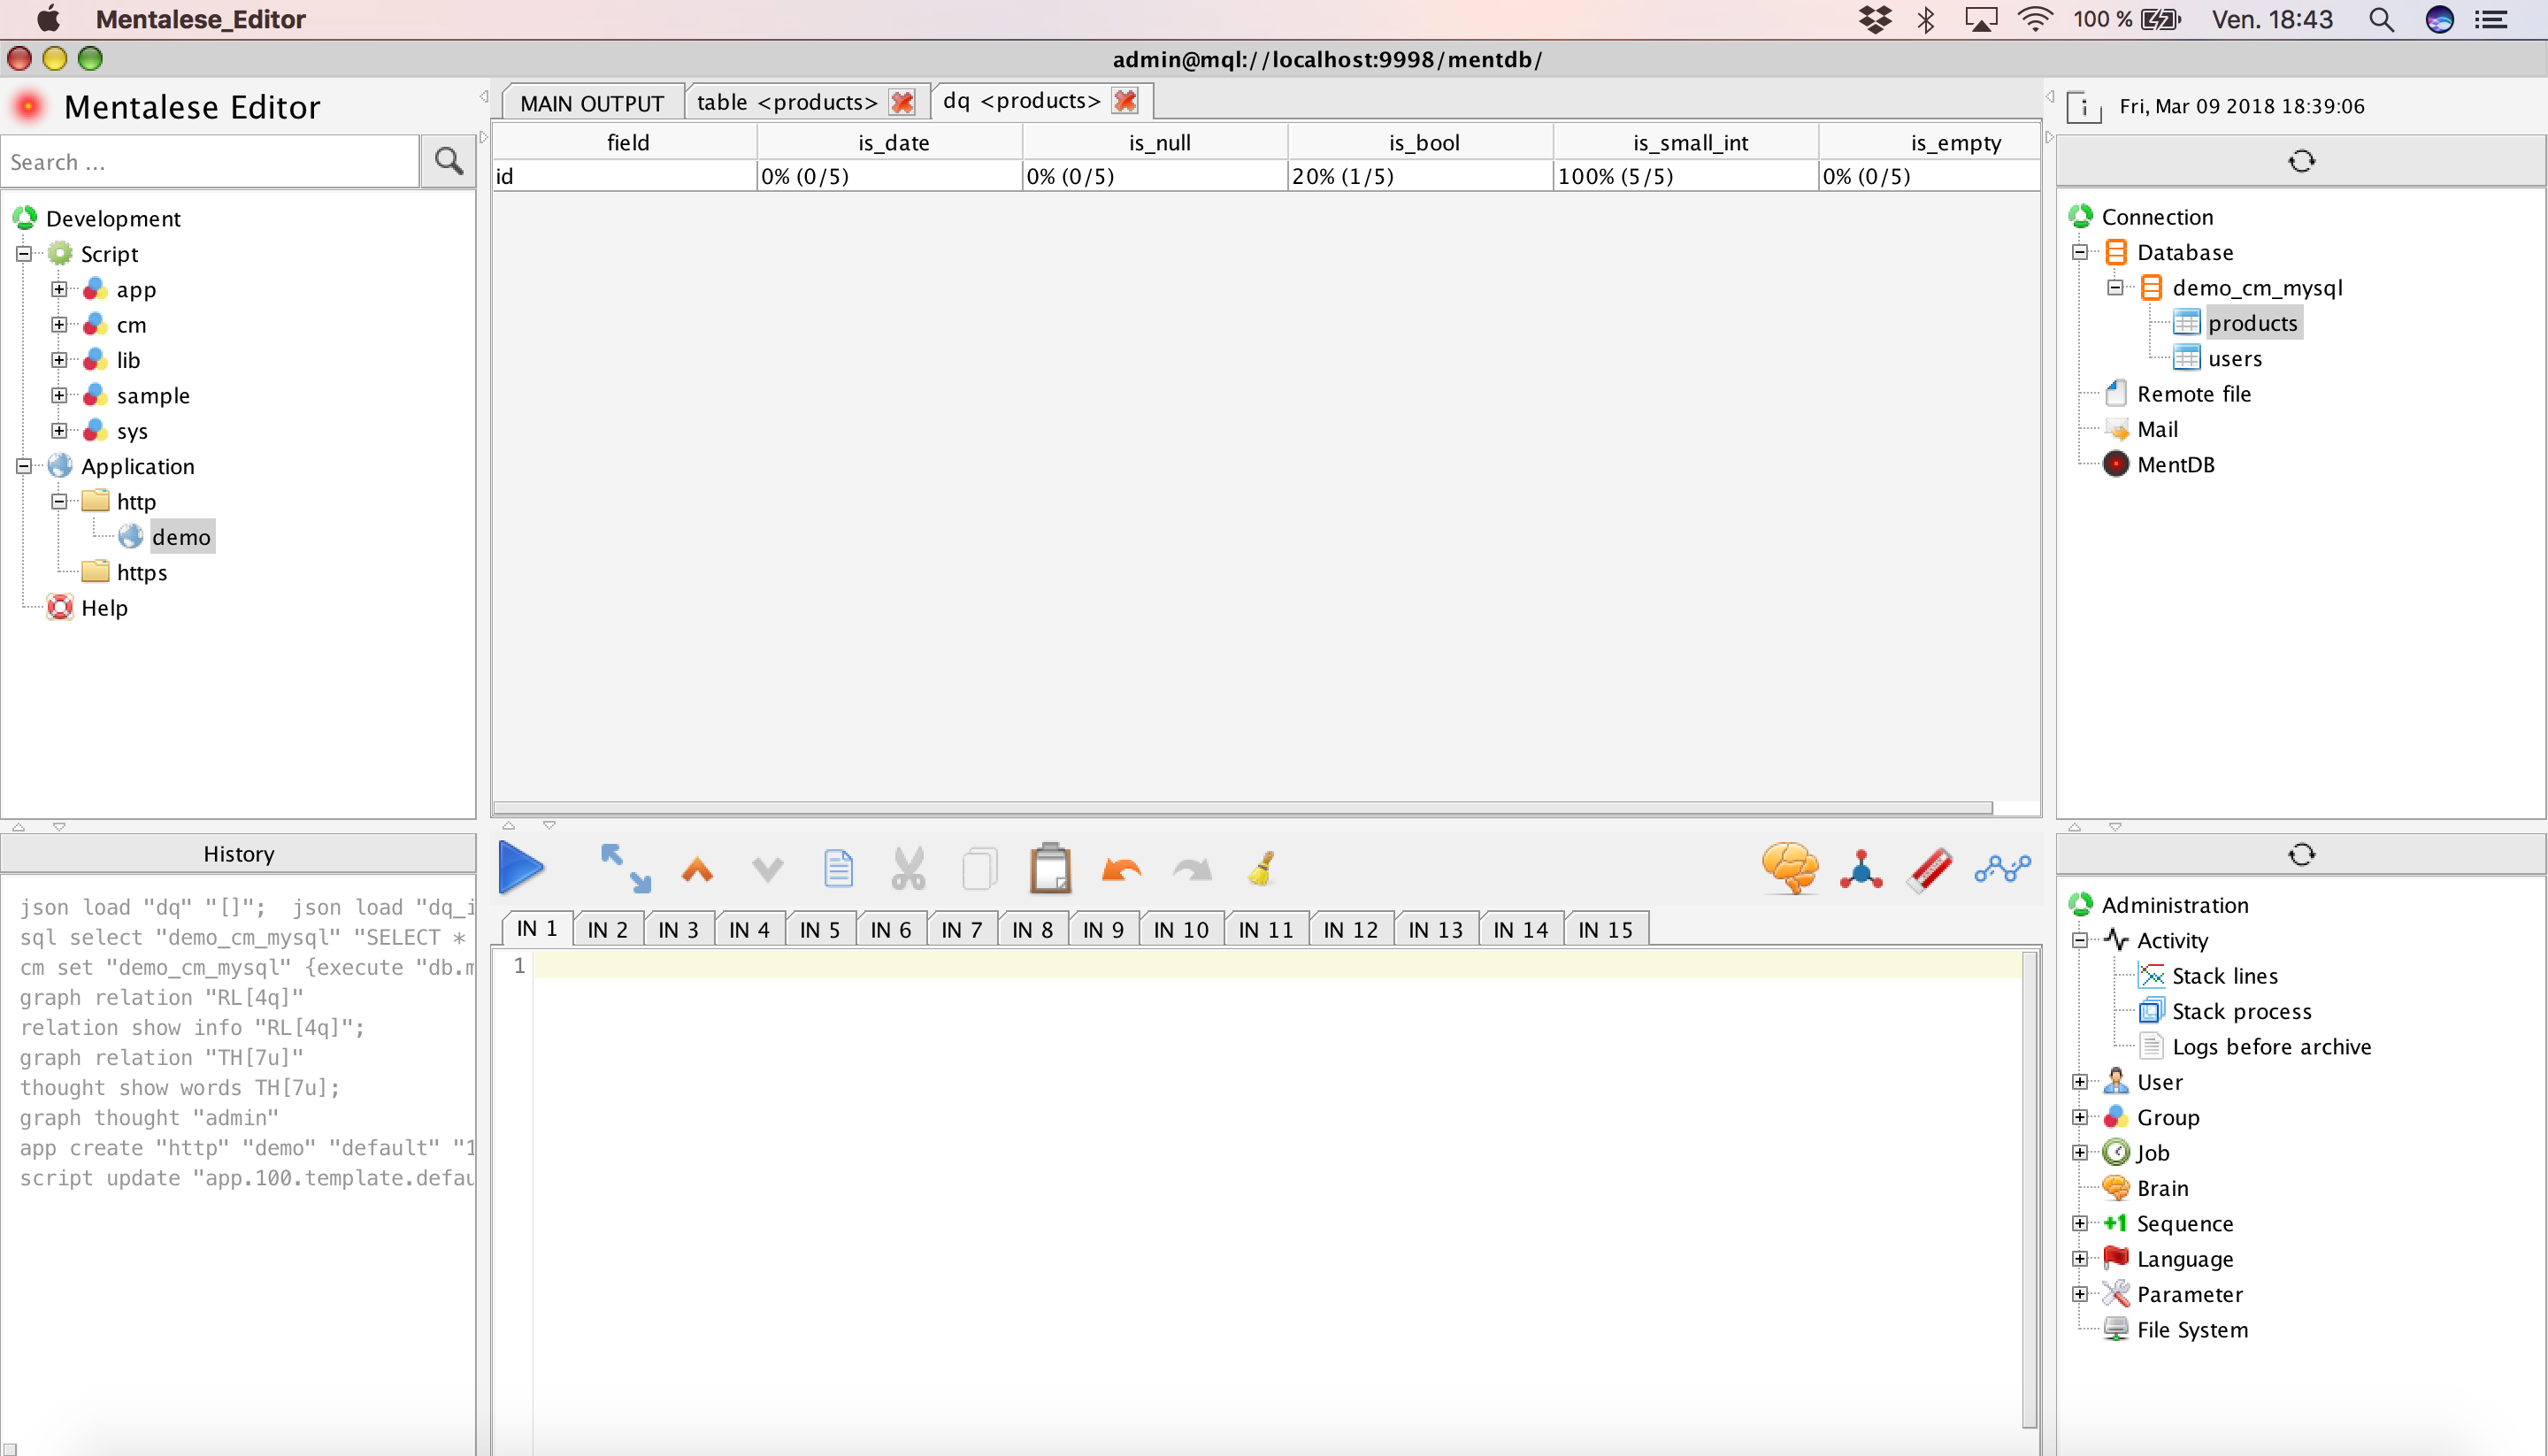 Mentalese_Editor
100 %
Ven. 18:43
admin@mql://localhost:9998/mentdb/
Mentalese Editor
Search ...
Development
Script
app
cm
lib
sample
sys
Application
http
demo
https
Help
MAIN OUTPUT
table <products>
dq <products>
field is_date is_null is_bool is_small_int is_empty
id 0% (0/5) 0% (0/5) 20% (1/5) 100% (5/5) 0% (0/5)
Fri, Mar 09 2018 18:39:06
Connection
Database
demo_cm_mysql
products
users
Remote file
Mail
MentDB
History
json load "dq" "[]";  json load "dq_i
sql select "demo_cm_mysql" "SELECT *
cm set "demo_cm_mysql" {execute "db.m
graph relation "RL[4q]"
relation show info "RL[4q]";
graph relation "TH[7u]"
thought show words TH[7u];
graph thought "admin"
app create "http" "demo" "default" "1
script update "app.100.template.defau
IN 1 IN 2 IN 3 IN 4 IN 5 IN 6 IN 7 IN 8 IN 9 IN 10 IN 11 IN 12 IN 13 IN 14 IN 15
1
Administration
Activity
Stack lines
Stack process
Logs before archive
User
Group
Job
Brain
+1 Sequence
Language
Parameter
File System